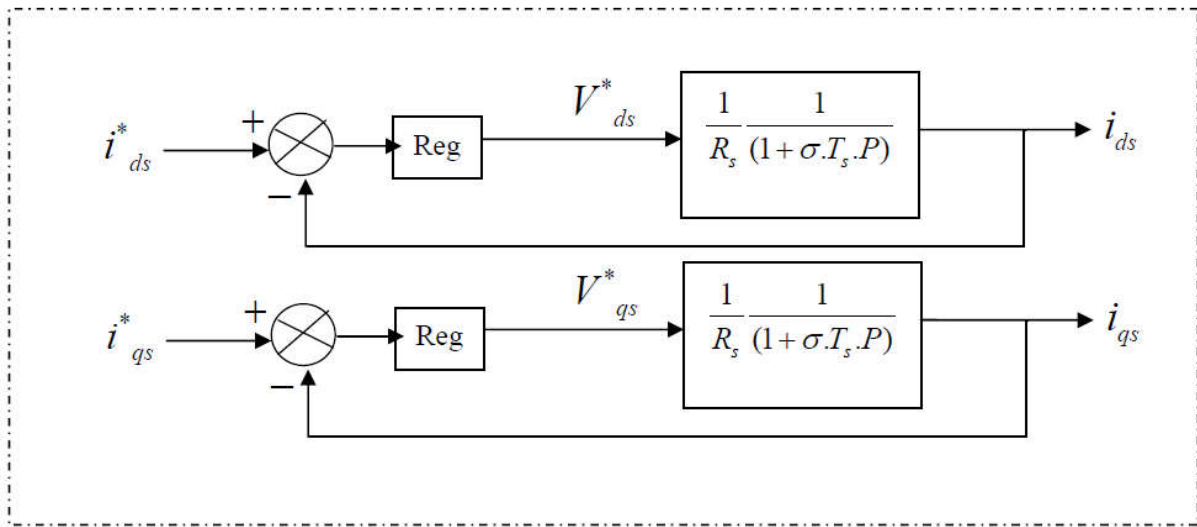 i*ds
+
−
Reg
V*ds
1/Rs 1/(1+σ.Ts.P)
ids
i*qs
+
−
Reg
V*qs
1/Rs 1/(1+σ.Ts.P)
iqs